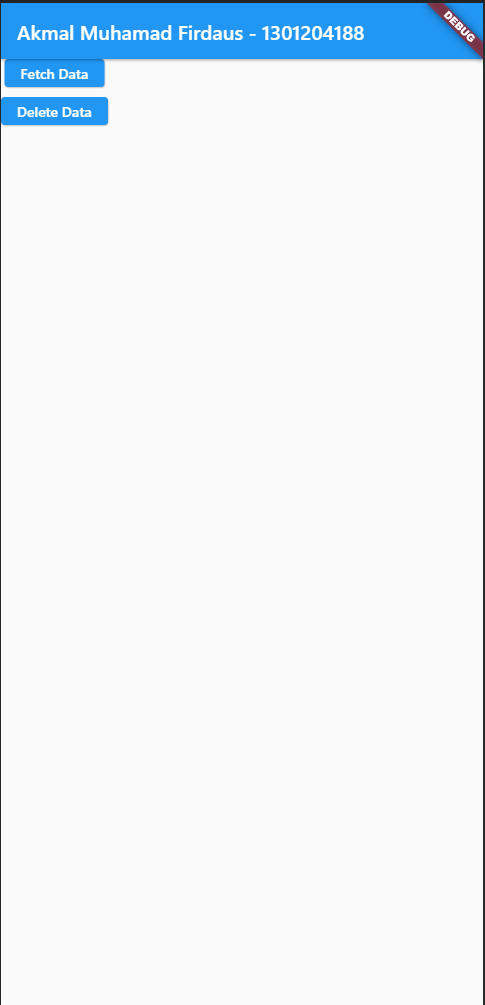 Akmal Muhamad Firdaus - 1301204188
DEBUG
Fetch Data
Delete Data